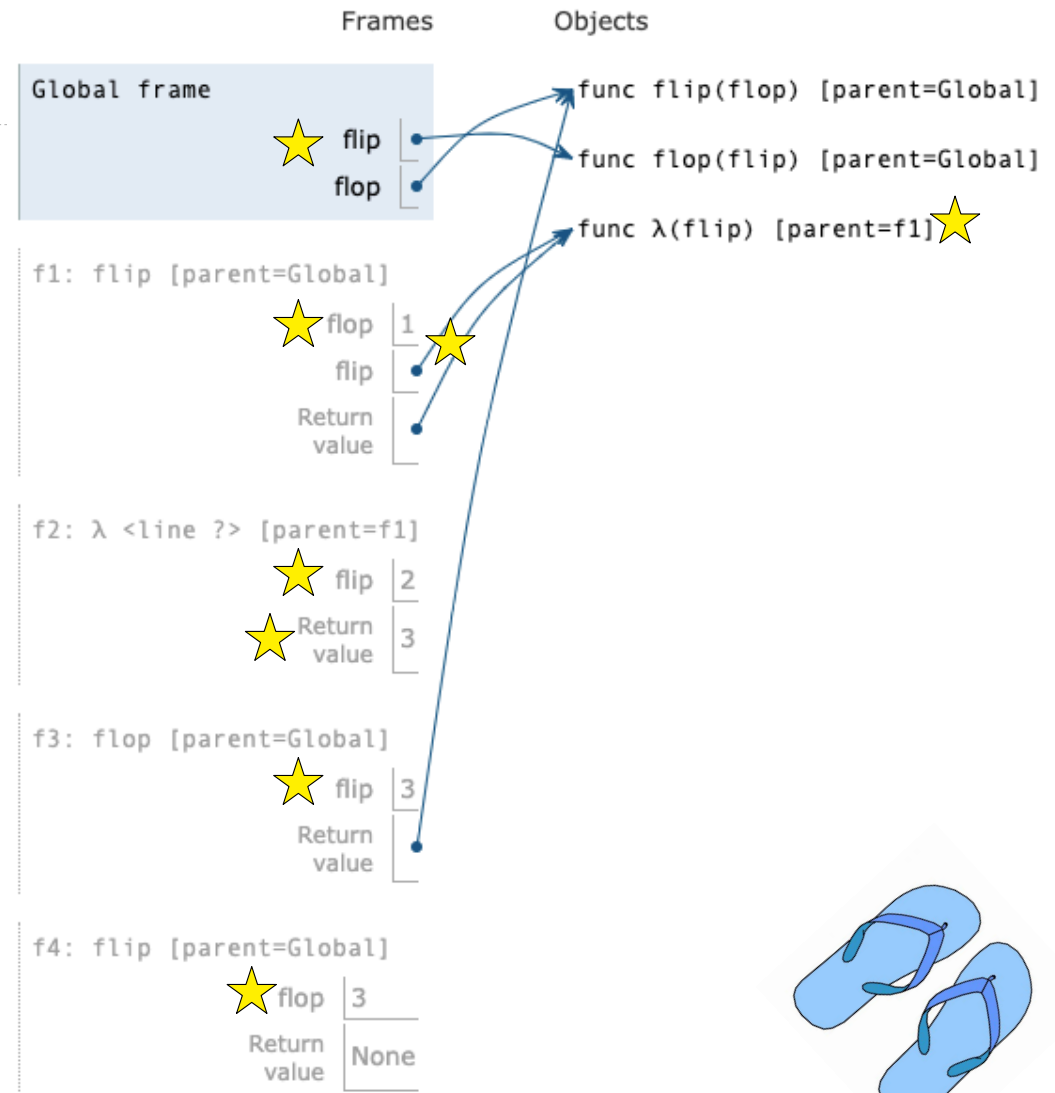 Frames Objects
Global frame
flip
flop
func flip(flop) [parent=Global]
func flop(flip) [parent=Global]
func λ(flip) [parent=f1]
f1: flip [parent=Global]
flop 1
flip
Return
value
f2: λ <line ?> [parent=f1]
flip 2
Return
value 3
f3: flop [parent=Global]
flip 3
Return
value
f4: flip [parent=Global]
flop 3
Return
value None